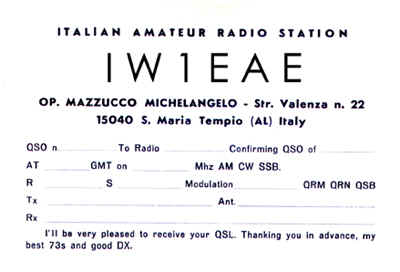 ITALIAN AMATEUR RADIO STATION
IW1EAE
OP. MAZZUCCO MICHELANGELO - Str. Valenza n. 22
15040 S. Maria Tempio (AL) Italy
QSO n. To Radio Confirming QSO of
AT GMT on Mhz AM CW SSB.
R S Modulation QRM QRN QSB
Tx Ant.
Rx
I'll be very pleased to receive your QSL. Thanking you in advance, my
best 73s and good DX.